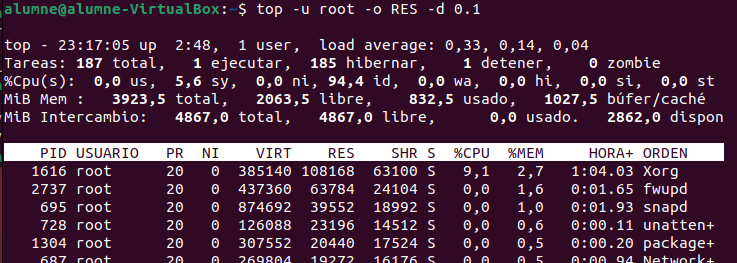 alumne@alumne-VirtualBox:~$ top -u root -o RES -d 0.1
top - 23:17:05 up  2:48,  1 user,  load average: 0,33, 0,14, 0,04
Tareas: 187 total,   1 ejecutar, 185 hibernar,   1 detener,   0 zombie
%Cpu(s):  0,0 us,  5,6 sy,  0,0 ni, 94,4 id,  0,0 wa,  0,0 hi,  0,0 si,  0,0 st
MiB Mem :   3923,5 total,   2063,5 libre,    832,5 usado,   1027,5 búfer/caché
MiB Intercambio:   4867,0 total,   4867,0 libre,      0,0 usado.   2862,0 dispon
PID USUARIO   PR  NI    VIRT    RES    SHR S  %CPU  %MEM     HORA+ ORDEN
1616 root      20   0  385140 108168  63100 S   9,1   2,7   1:04.03 Xorg
2737 root      20   0  437360  63784  24104 S   0,0   1,6   0:01.65 fwupd
695 root      20   0  874692  39552  18992 S   0,0   1,0   0:01.93 snapd
728 root      20   0  126088  23196  14512 S   0,0   0,6   0:00.11 unatten+
1304 root      20   0  307552  20440  17524 S   0,0   0,5   0:00.20 package+
687 root      20   0  269804  19272  16176 S   0,0   0,5   0:00.94 Network+